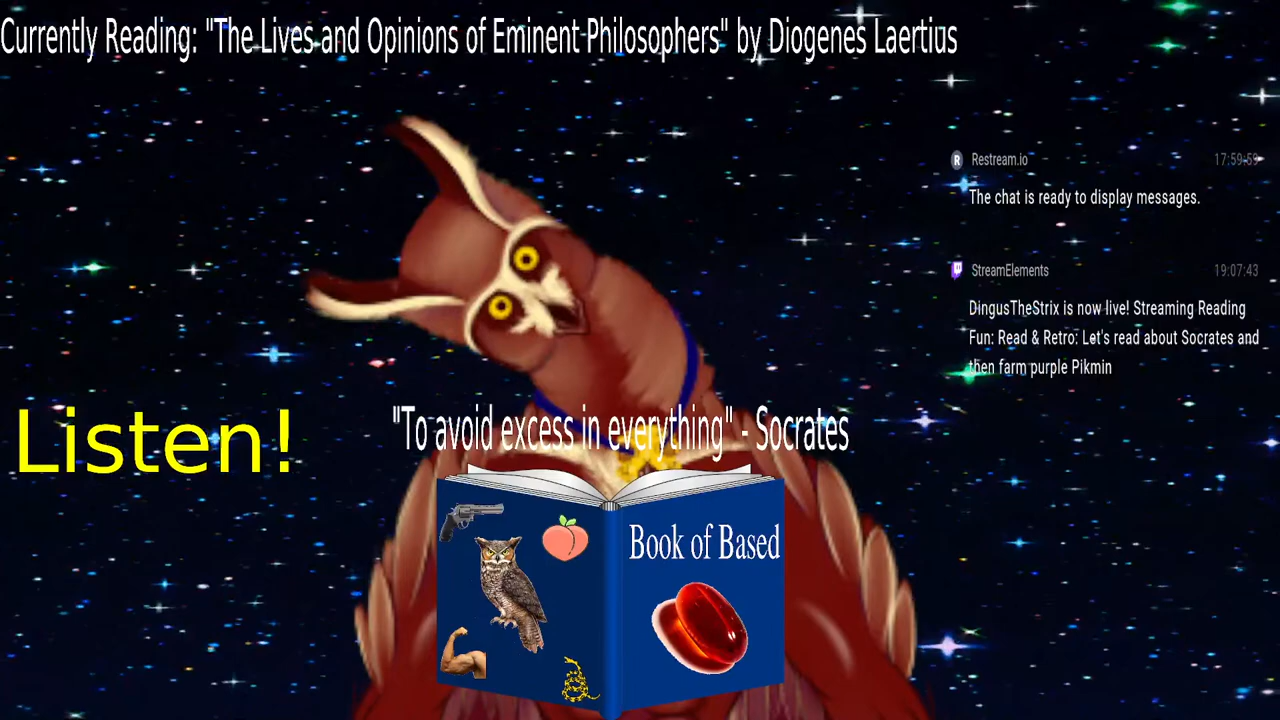 Currently Reading: "The Lives and Opinions of Eminent Philosophers" by Diogenes Laertius
R Restream.io 17:59:59
The chat is ready to display messages.
StreamElements 19:07:43
DingusTheStrix is now live! Streaming Reading
Fun: Read & Retro: Let's read about Socrates and
then farm purple Pikmin
Listen!
"To avoid excess in everything" - Socrates
Book of Based